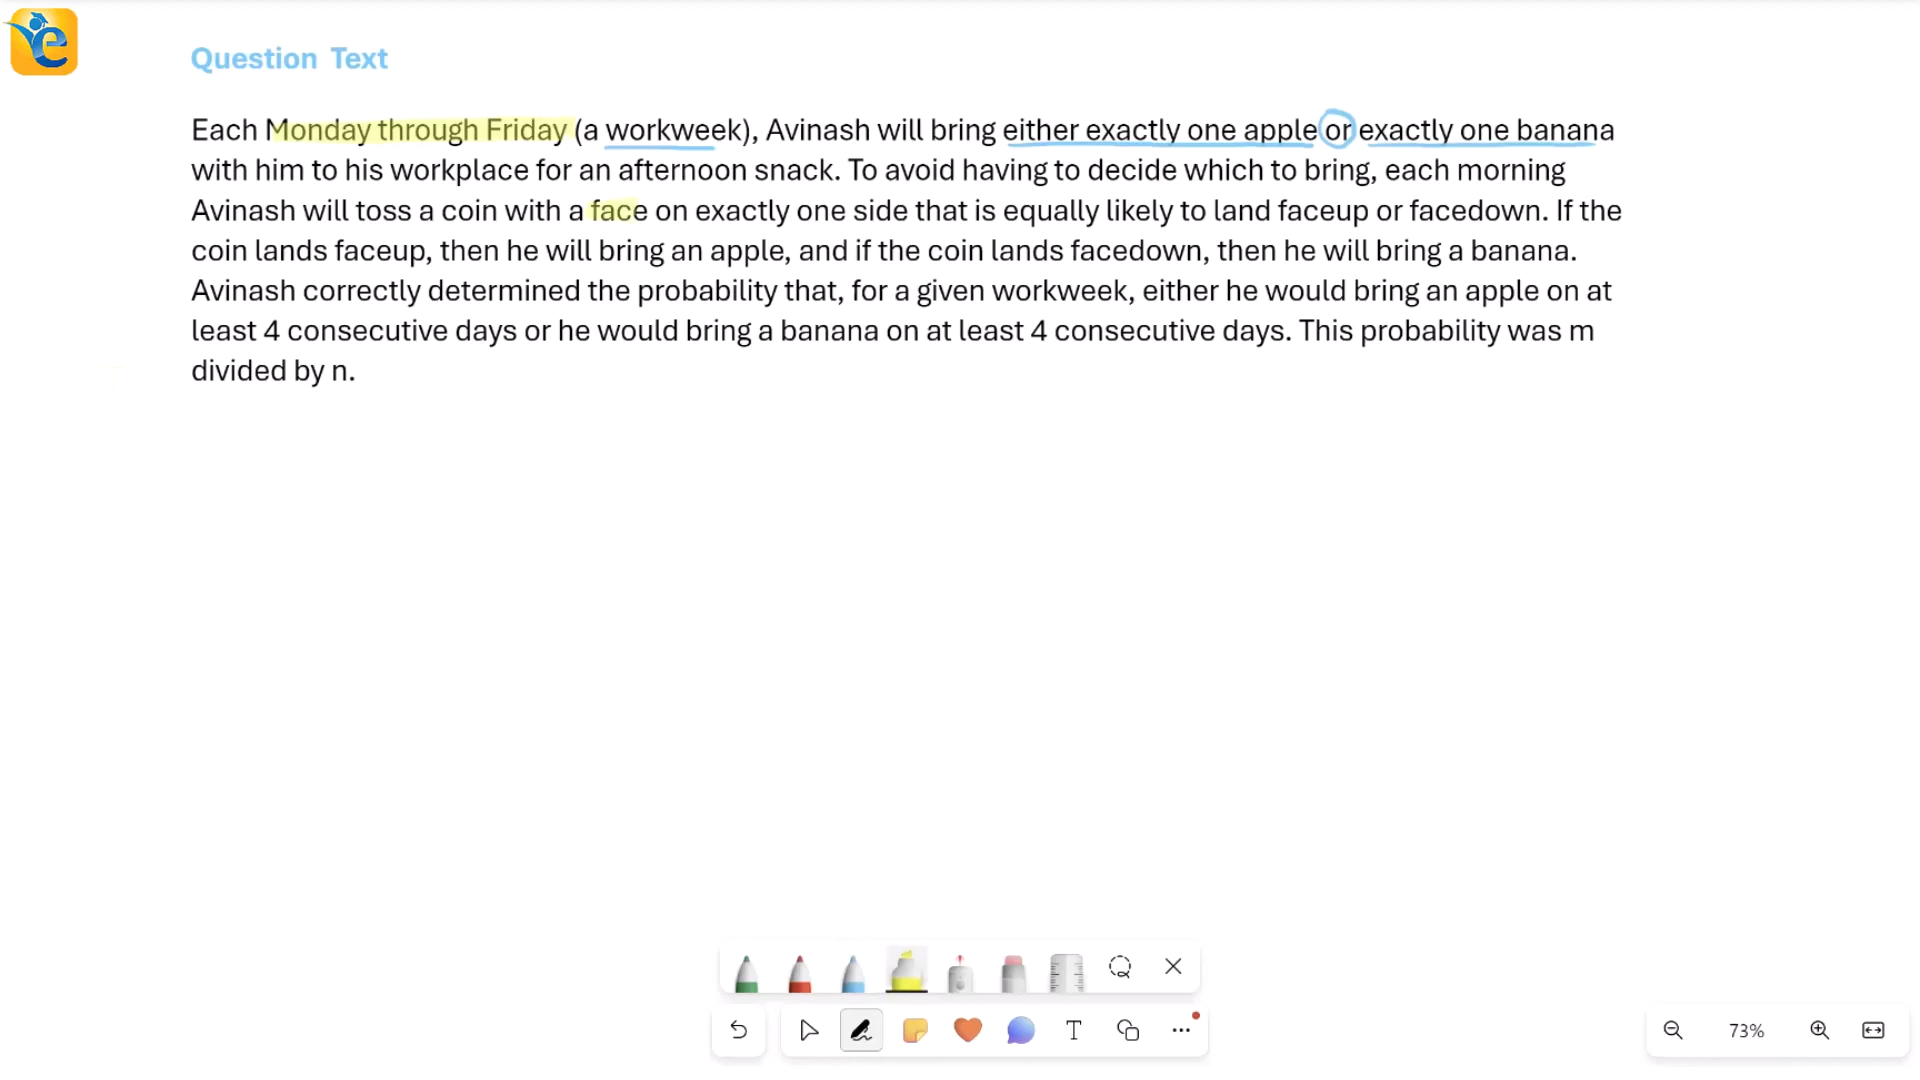 Question Text
Each Monday through Friday (a workweek), Avinash will bring either exactly one apple or exactly one banana
with him to his workplace for an afternoon snack. To avoid having to decide which to bring, each morning
Avinash will toss a coin with a face on exactly one side that is equally likely to land faceup or facedown. If the
coin lands faceup, then he will bring an apple, and if the coin lands facedown, then he will bring a banana.
Avinash correctly determined the probability that, for a given workweek, either he would bring an apple on at
least 4 consecutive days or he would bring a banana on at least 4 consecutive days. This probability was m
divided by n.
T
73%